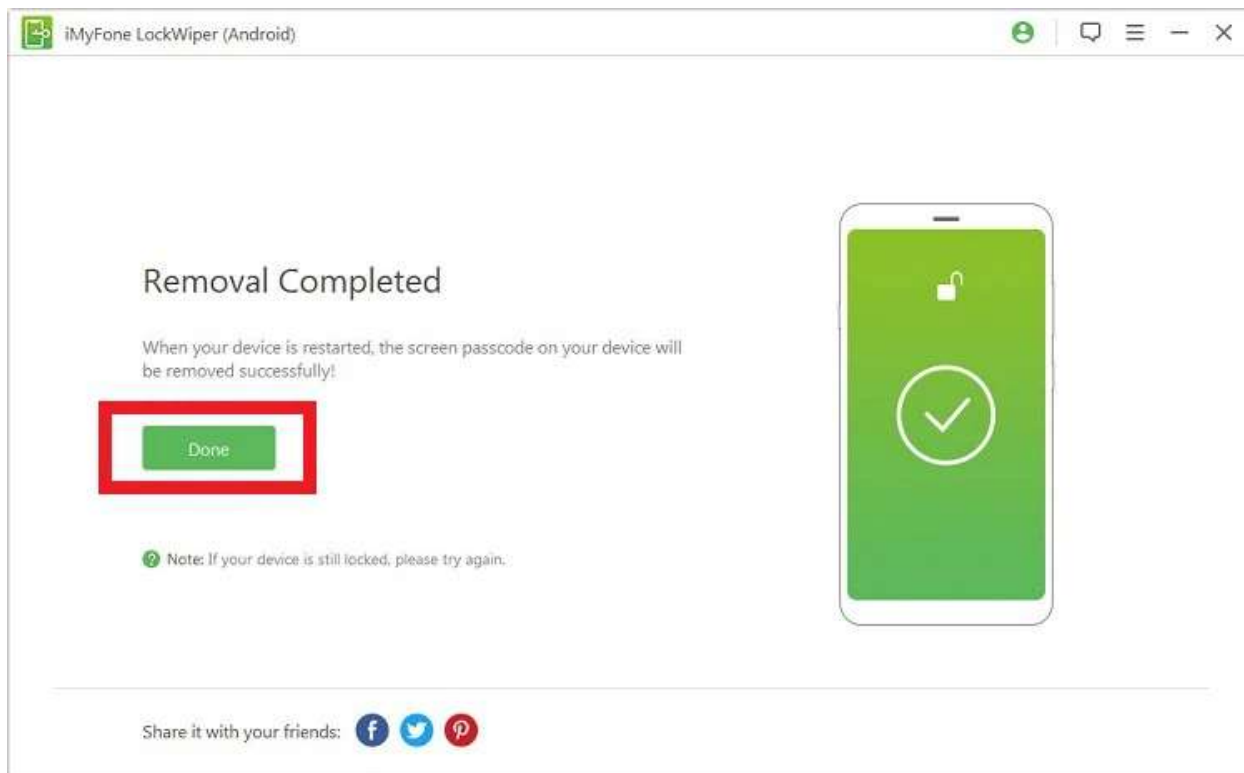 iMyFone LockWiper (Android)
Removal Completed
When your device is restarted, the screen passcode on your device will
be removed successfully!
Done
Note: If your device is still locked, please try again.
Share it with your friends: